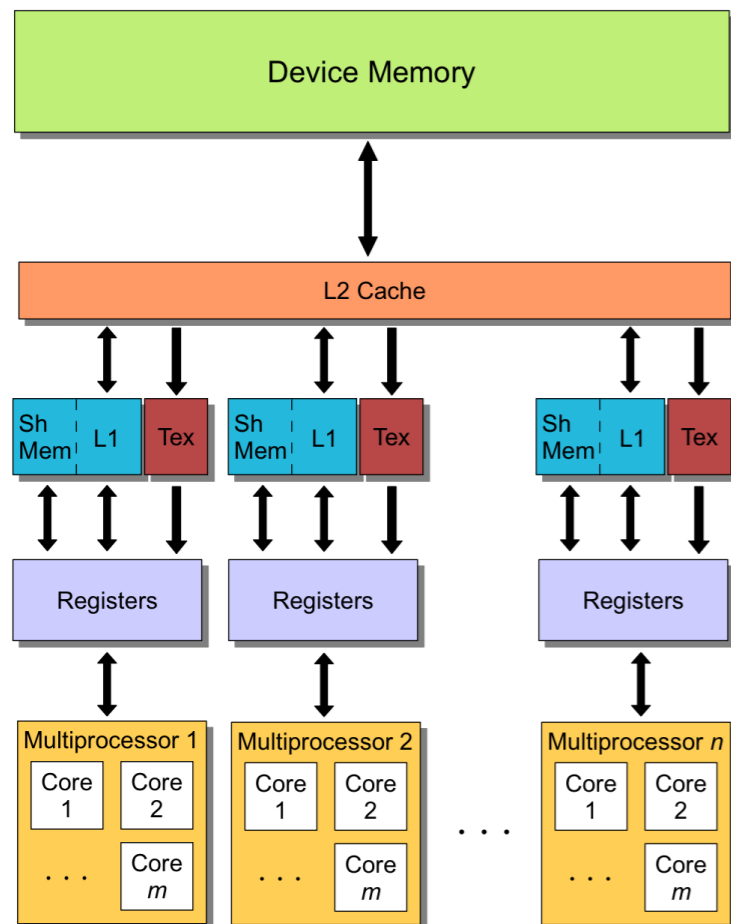 Device Memory
L2 Cache
Sh
Mem
L1
Tex
Sh
Mem
L1
Tex
Sh
Mem
L1
Tex
Registers
Registers
Registers
Multiprocessor 1
Core
1
Core
2
. . .
Core
m
Multiprocessor 2
Core
1
Core
2
. . .
Core
m
. . .
Multiprocessor n
Core
1
Core
2
. . .
Core
m